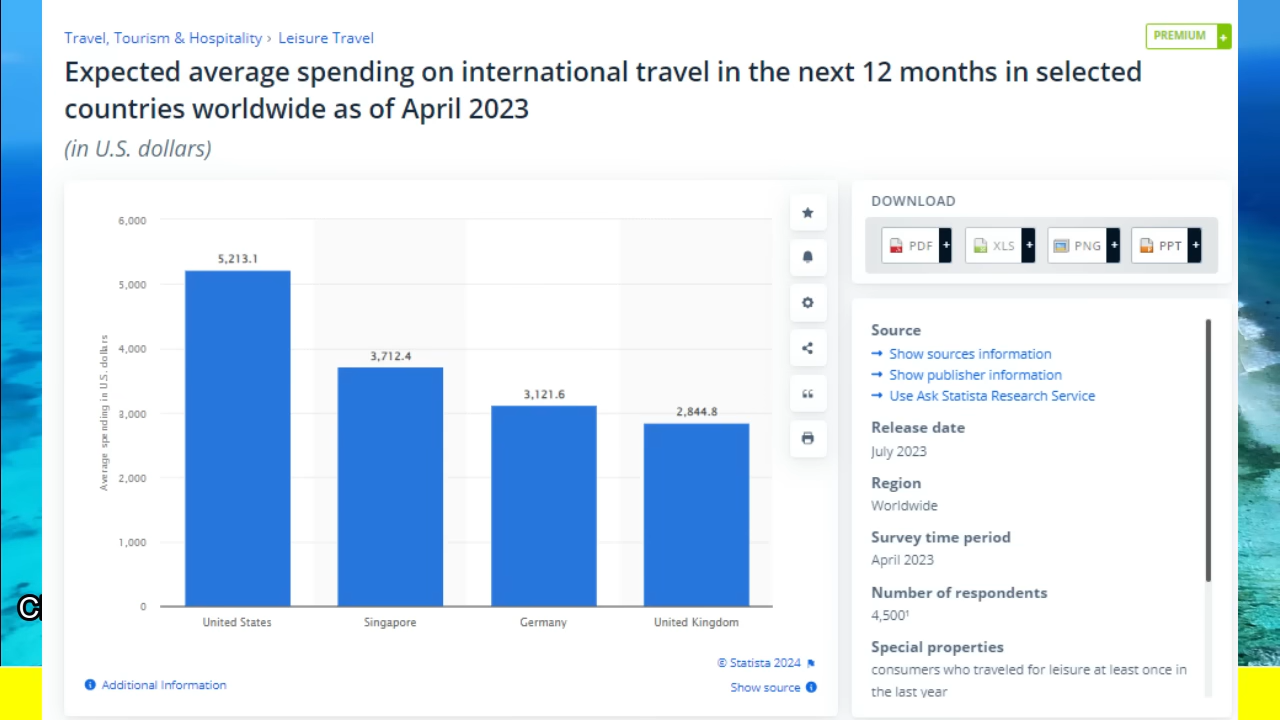 Travel, Tourism & Hospitality › Leisure Travel
PREMIUM +
Expected average spending on international travel in the next 12 months in selected
countries worldwide as of April 2023
(in U.S. dollars)
6,000
5,000
4,000
3,000
2,000
1,000
0
Average spending in U.S. dollars
5,213.1
3,712.4
3,121.6
2,844.8
United States
Singapore
Germany
United Kingdom
© Statista 2024
Additional Information
Show source
DOWNLOAD
PDF + XLS + PNG + PPT +
Source
→ Show sources information
→ Show publisher information
→ Use Ask Statista Research Service
Release date
July 2023
Region
Worldwide
Survey time period
April 2023
Number of respondents
4,500¹
Special properties
consumers who traveled for leisure at least once in
the last year